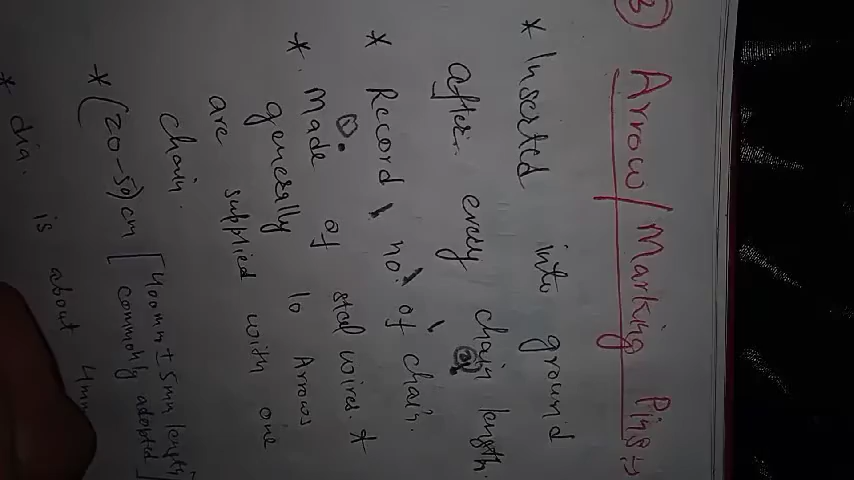 ③ Arrow/Marking Pins:→
* Inserted into ground
after every chain length.
* Record no. of chain.
* Made of steel wires. *
generally 10 Arrows
are supplied with one
chain.
* (20-50) cm [400mm ± 5mm length
commonly adopted]
* dia. is about 4mm